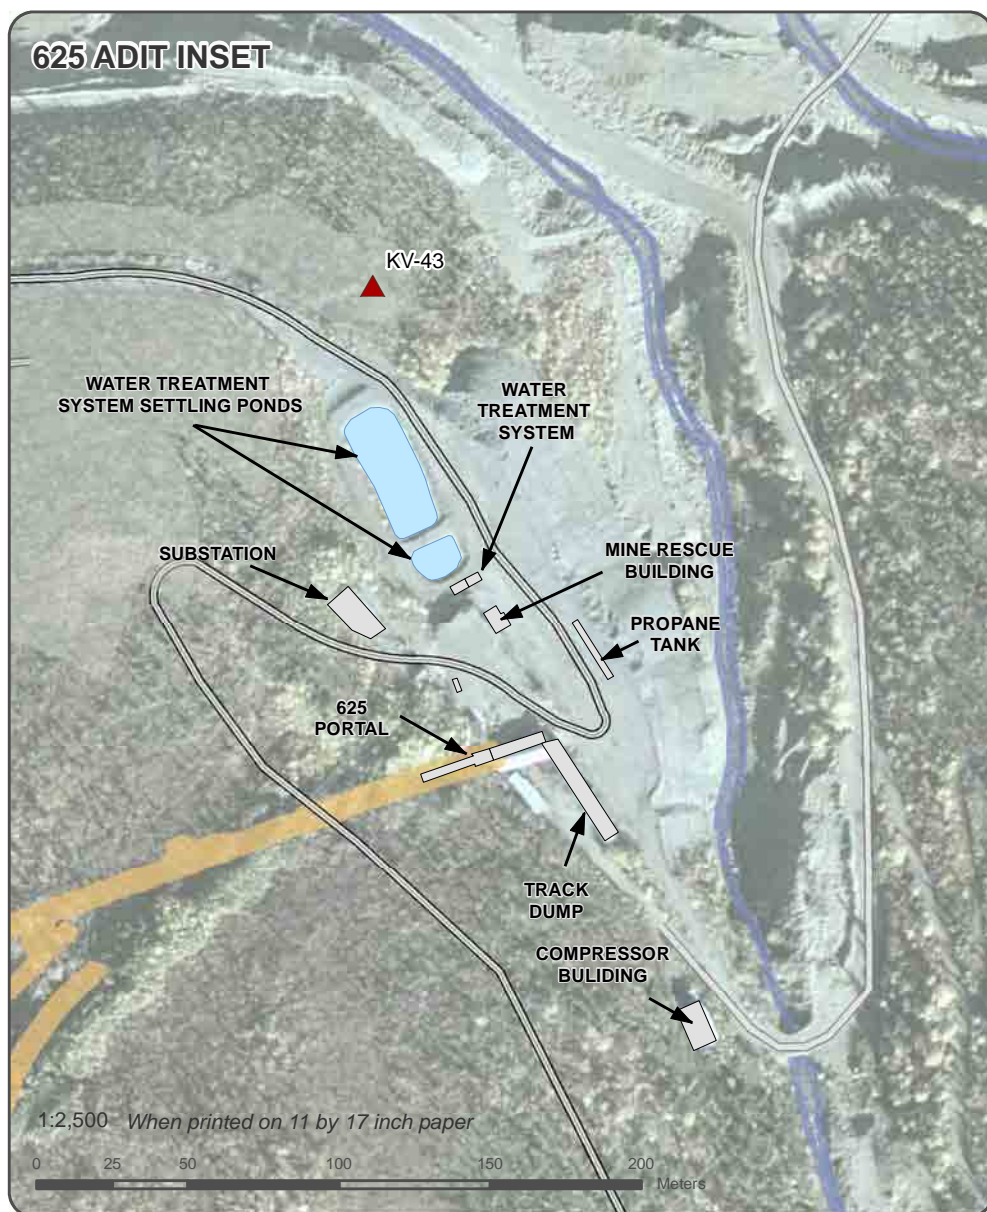 625 ADIT INSET
KV-43
WATER TREATMENT
SYSTEM SETTLING PONDS
WATER
TREATMENT
SYSTEM
SUBSTATION
MINE RESCUE
BUILDING
PROPANE
TANK
625
PORTAL
TRACK
DUMP
COMPRESSOR
BULIDING
1:2,500 When printed on 11 by 17 inch paper
0 25 50 100 150 200
Meters